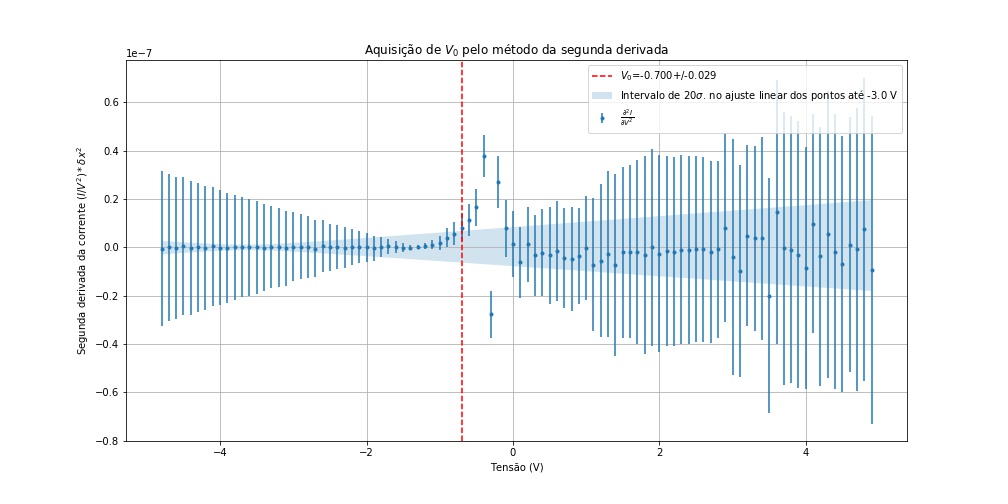 Aquisição de V₀ pelo método da segunda derivada
1e−7
V₀=-0.700+/-0.029
Intervalo de 20σ. no ajuste linear dos pontos até -3.0 V
∂²I/∂V²
0.6
0.4
0.2
0.0
−0.2
−0.4
−0.6
−0.8
Segunda derivada da corrente (I/V²) * δx²
−4 −2 0 2 4
Tensão (V)